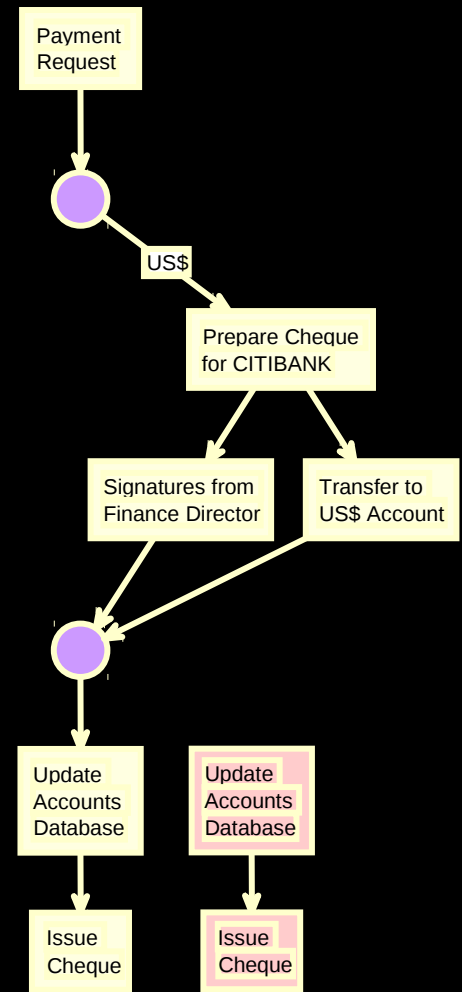 Payment
Request
US$
Prepare Cheque
for CITIBANK
Signatures from
Finance Director
Transfer to
US$ Account
Update
Accounts
Database
Update
Accounts
Database
Issue
Cheque
Issue
Cheque